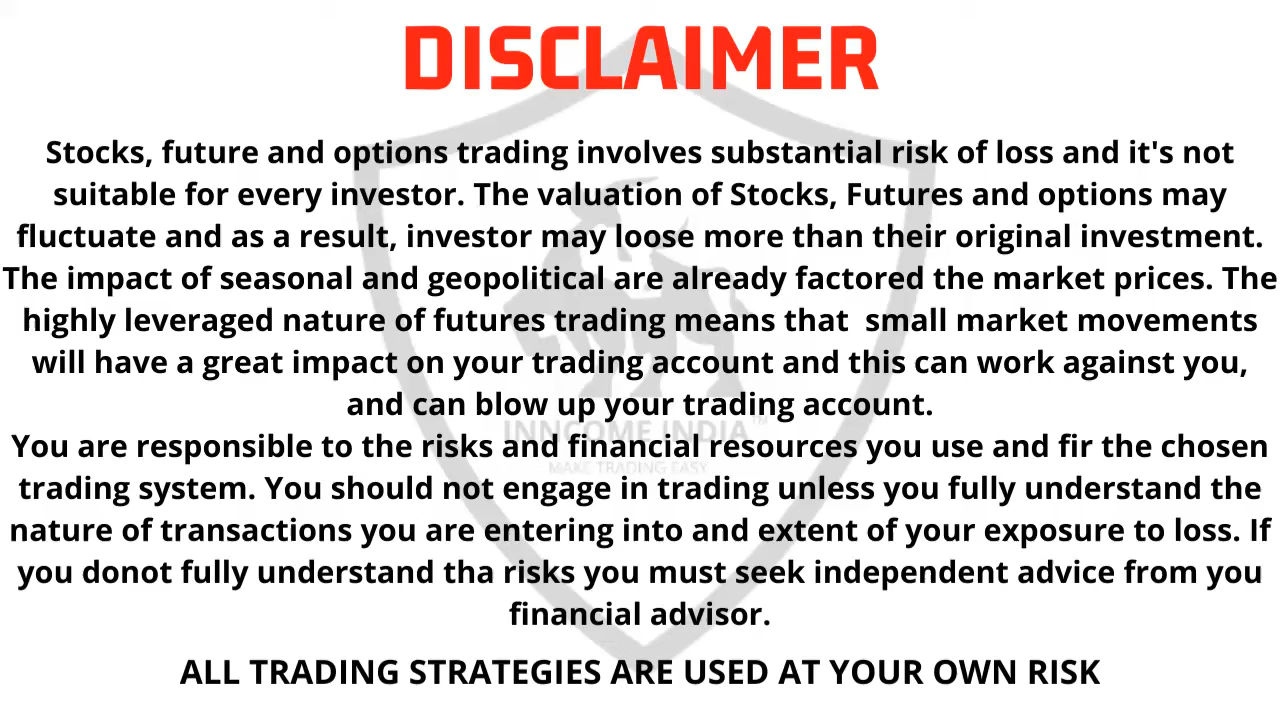 DISCLAIMER
Stocks, future and options trading involves substantial risk of loss and it's not
suitable for every investor. The valuation of Stocks, Futures and options may
fluctuate and as a result, investor may loose more than their original investment.
The impact of seasonal and geopolitical are already factored the market prices. The
highly leveraged nature of futures trading means that  small market movements
will have a great impact on your trading account and this can work against you,
and can blow up your trading account.
INNCOME INDIA™
You are responsible to the risks and financial resources you use and fir the chosen
MAKE TRADING EASY
trading system. You should not engage in trading unless you fully understand the
nature of transactions you are entering into and extent of your exposure to loss. If
you donot fully understand tha risks you must seek independent advice from you
financial advisor.
ALL TRADING STRATEGIES ARE USED AT YOUR OWN RISK